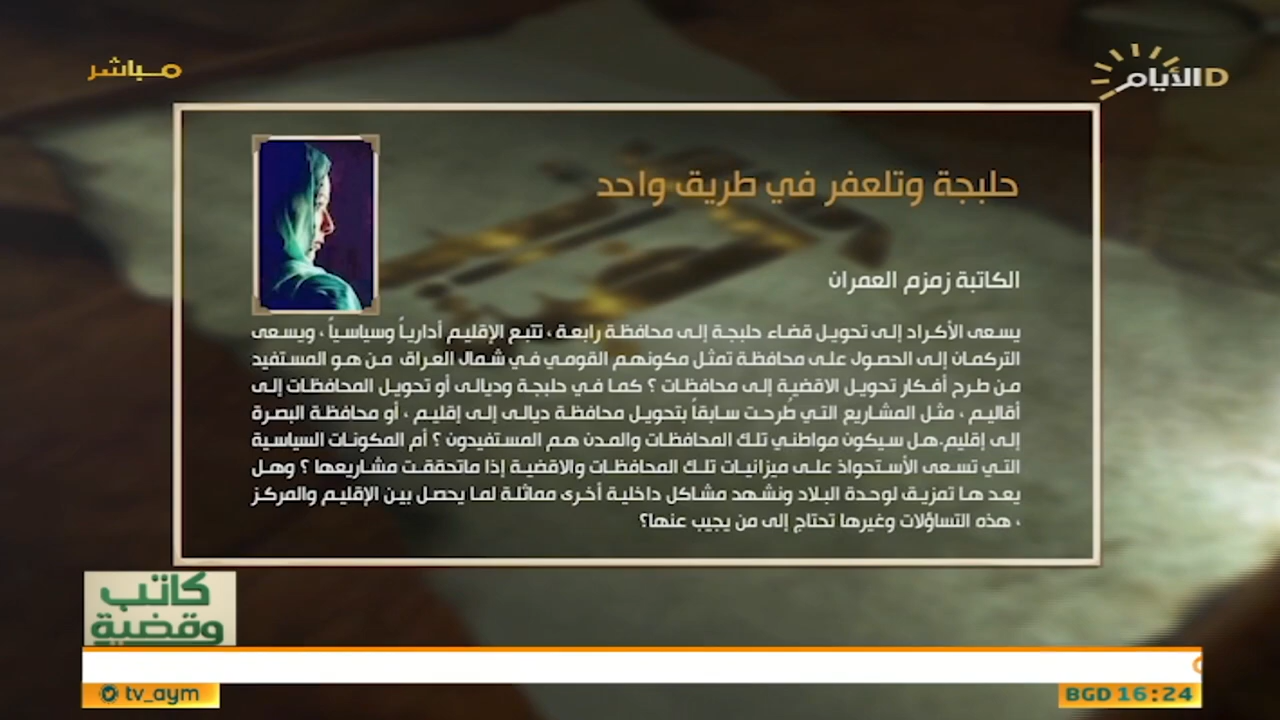 مباشر
الأيام
حلبجة وتلعفر في طريق واحد
الكاتبة زمزم العمران
يسعى الأكراد إلى تحويل قضاء حلبجة إلى محافظة رابعة ، تتبع الإقليم أدارياً وسياسياً ، ويسعى
التركمان إلى الحصول على محافظة تمثل مكونهم القومي في شمال العراق من هو المستفيد
من طرح أفكار تحويل الاقضية إلى محافظات ؟ كما في حلبجة وديالى أو تحويل المحافظات إلى
أقاليم ، مثل المشاريع التي طُرحت سابقاً بتحويل محافظة ديالى إلى إقليم ، أو محافظة البصرة
إلى إقليم.هل سيكون مواطني تلك المحافظات والمدن هم المستفيدون ؟ أم المكونات السياسية
التي تسعى الأستحواذ على ميزانيات تلك المحافظات والاقضية إذا ماتحققت مشاريعها ؟ وهل
يعد ها تمزيق لوحدة البلاد ونشهد مشاكل داخلية أخرى مماثلة لما يحصل بين الإقليم والمركز
، هذه التساؤلات وغيرها تحتاج إلى من يجيب عنها؟
كاتب
وقضية
tv_aym
BGD 16:24